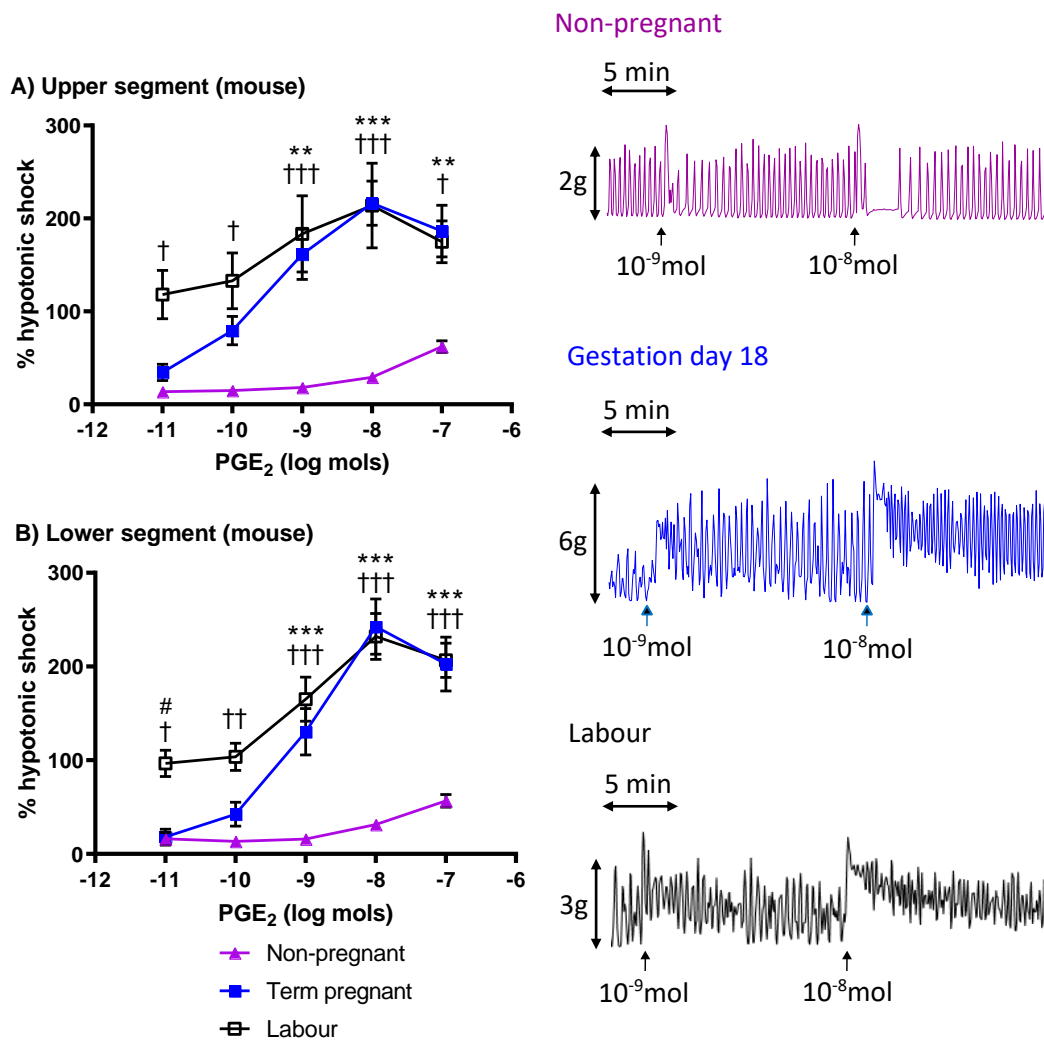 A) Upper segment (mouse)
300
200
100
0
% hypotonic shock
†
†
**
†††
***
†††
**
†
-12
-11
-10
-9
-8
-7
-6
PGE₂ (log mols)
B) Lower segment (mouse)
300
200
100
0
% hypotonic shock
#
†
††
***
†††
***
†††
***
†††
-12
-11
-10
-9
-8
-7
-6
PGE₂ (log mols)
Non-pregnant
Term pregnant
Labour
Non-pregnant
5 min
2g
10⁻⁹mol
10⁻⁸mol
Gestation day 18
5 min
6g
10⁻⁹mol
10⁻⁸mol
Labour
5 min
3g
10⁻⁹mol
10⁻⁸mol